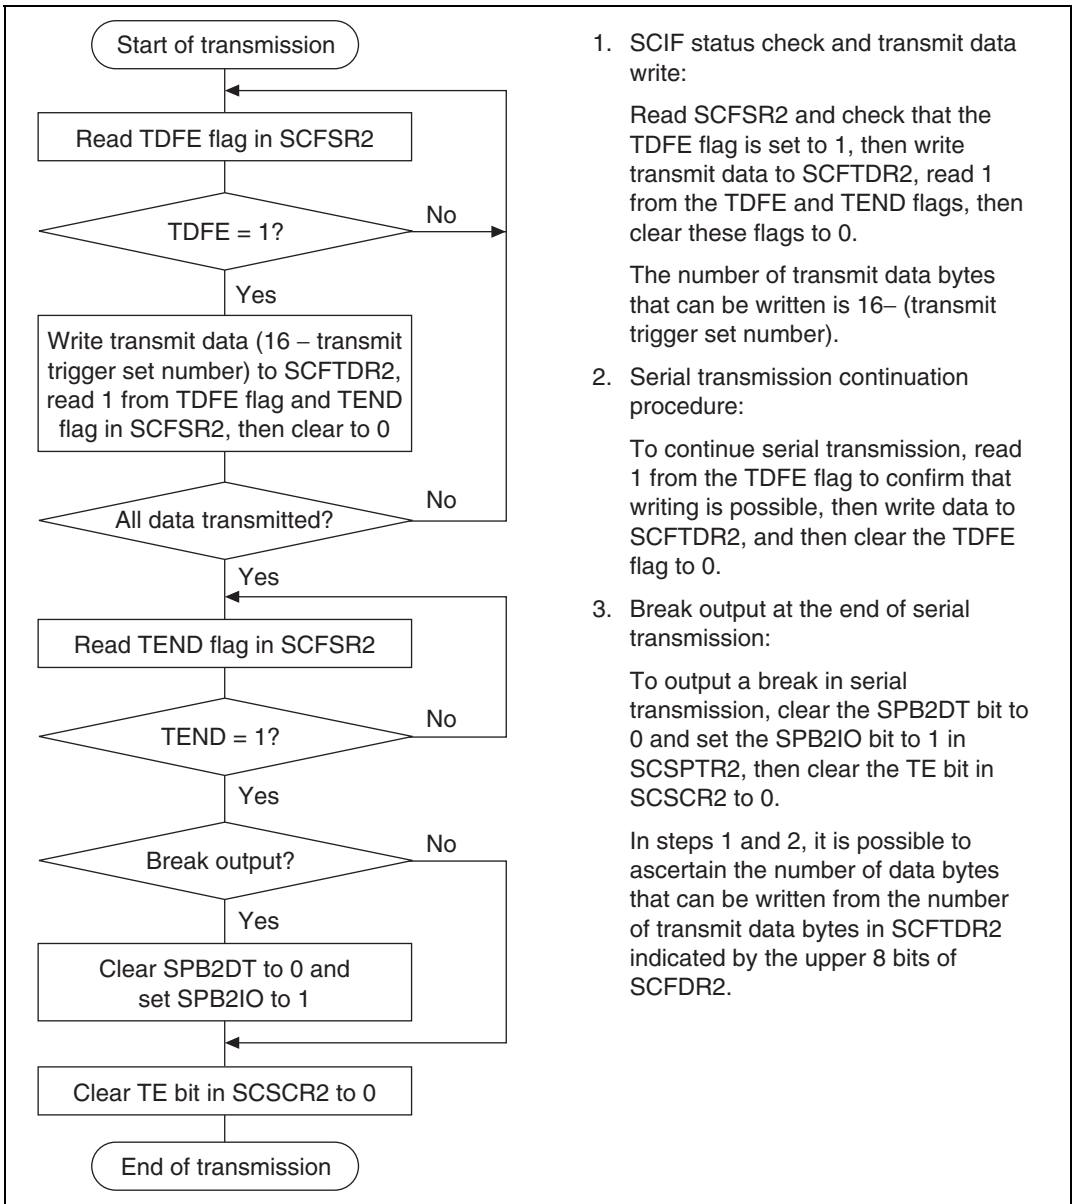 Start of transmission
Read TDFE flag in SCFSR2
TDFE = 1?
No
Yes
Write transmit data (16 – transmit
trigger set number) to SCFTDR2,
read 1 from TDFE flag and TEND
flag in SCFSR2, then clear to 0
All data transmitted?
No
Yes
Read TEND flag in SCFSR2
TEND = 1?
No
Yes
Break output?
No
Yes
Clear SPB2DT to 0 and
set SPB2IO to 1
Clear TE bit in SCSCR2 to 0
End of transmission
1. SCIF status check and transmit data
write:
Read SCFSR2 and check that the
TDFE flag is set to 1, then write
transmit data to SCFTDR2, read 1
from the TDFE and TEND flags, then
clear these flags to 0.
The number of transmit data bytes
that can be written is 16– (transmit
trigger set number).
2. Serial transmission continuation
procedure:
To continue serial transmission, read
1 from the TDFE flag to confirm that
writing is possible, then write data to
SCFTDR2, and then clear the TDFE
flag to 0.
3. Break output at the end of serial
transmission:
To output a break in serial
transmission, clear the SPB2DT bit to
0 and set the SPB2IO bit to 1 in
SCSPTR2, then clear the TE bit in
SCSCR2 to 0.
In steps 1 and 2, it is possible to
ascertain the number of data bytes
that can be written from the number
of transmit data bytes in SCFTDR2
indicated by the upper 8 bits of
SCFDR2.